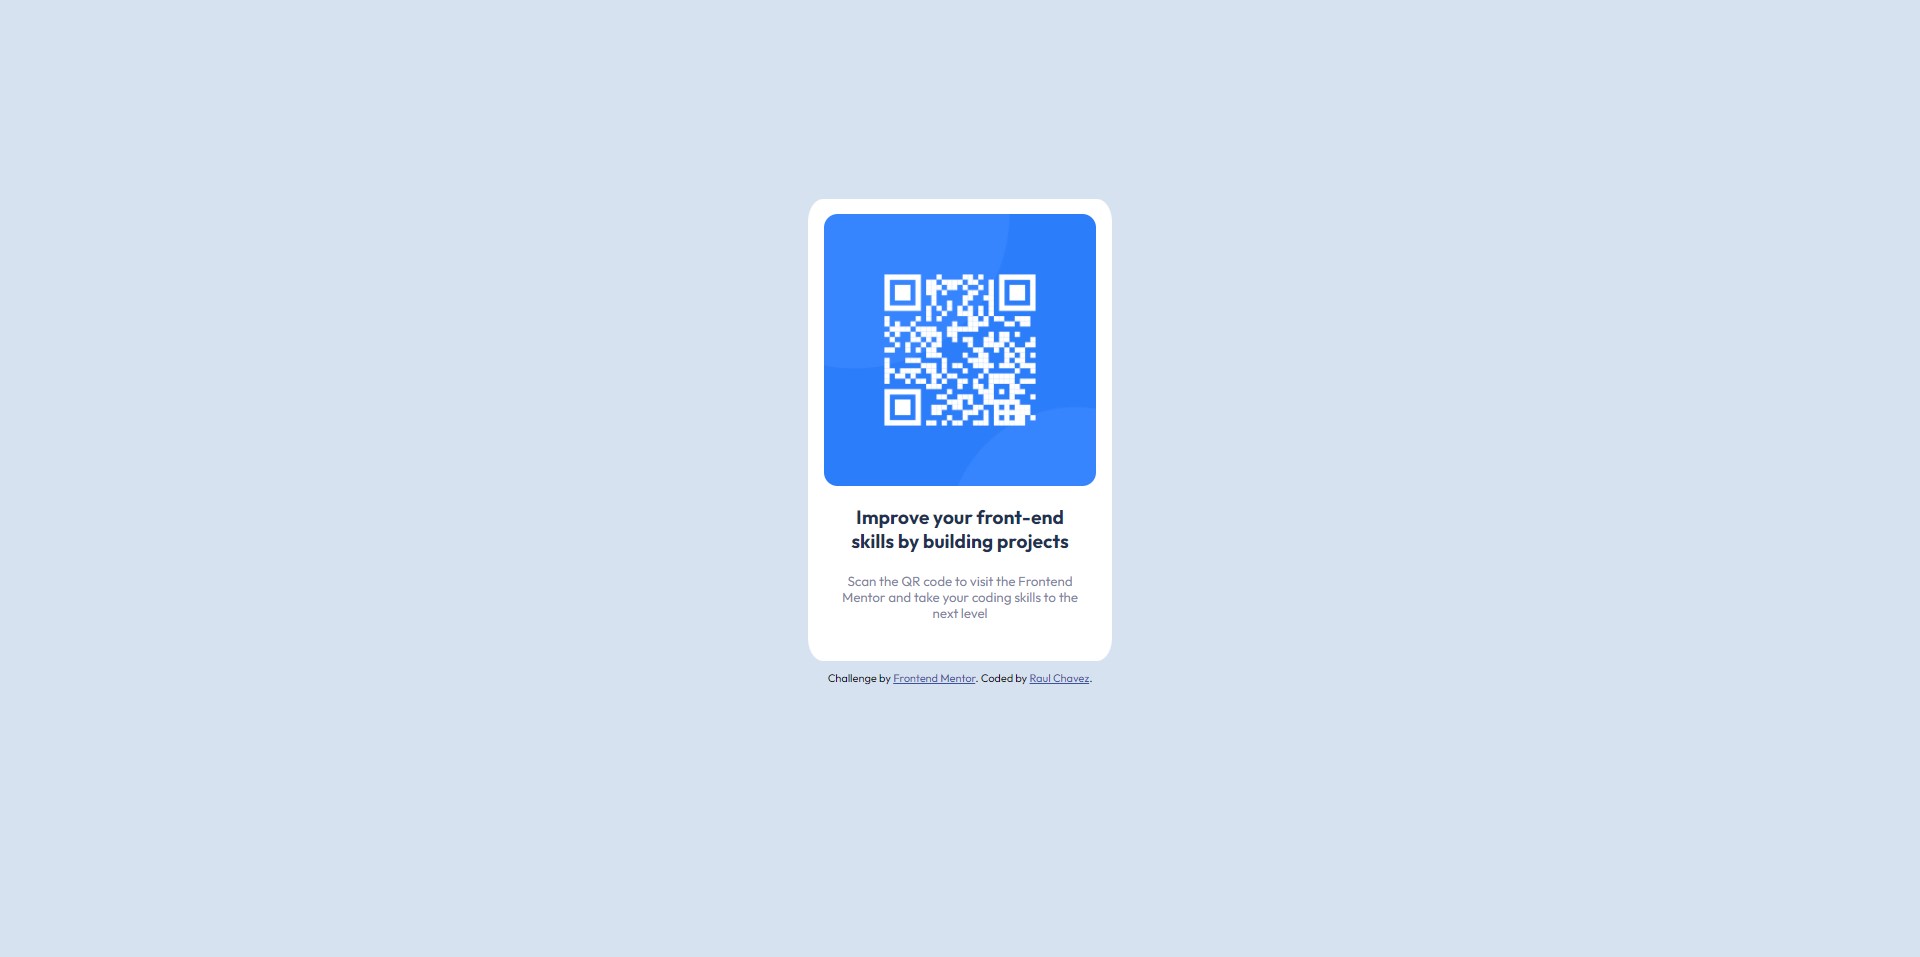 Improve your front-end
skills by building projects
Scan the QR code to visit the Frontend
Mentor and take your coding skills to the
next level
Challenge by Frontend Mentor. Coded by Raul Chavez.